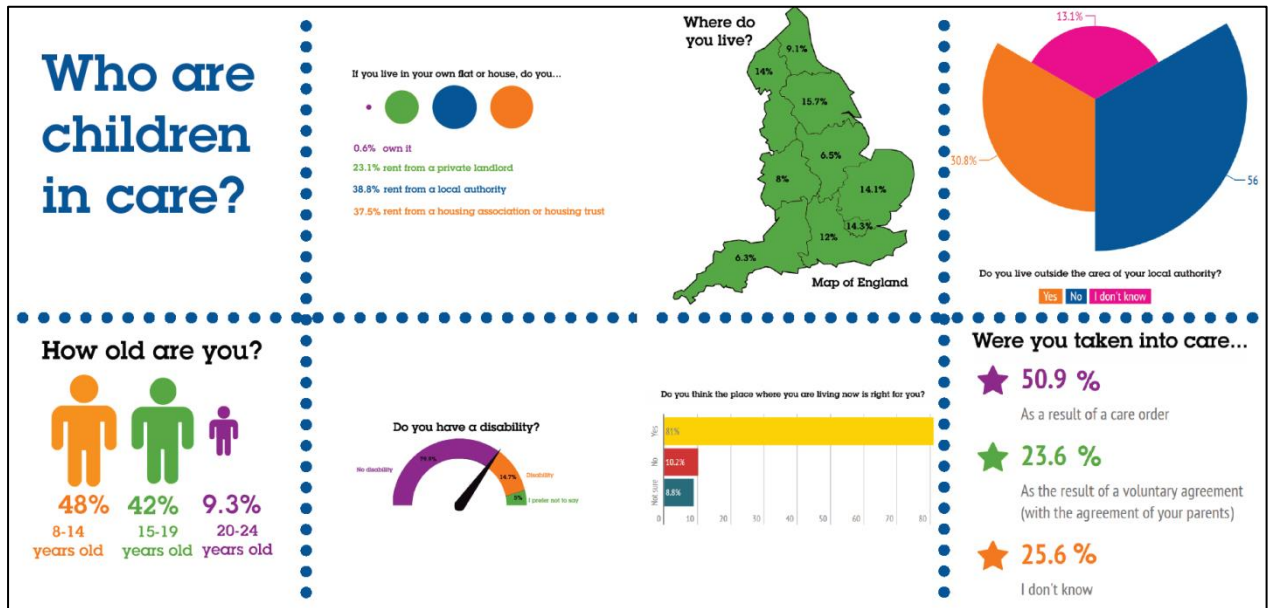 Who are
children
in care?
If you live in your own flat or house, do you...
0.6% own it
23.1% rent from a private landlord
38.8% rent from a local authority
37.5% rent from a housing association or housing trust
Where do
you live?
9.1%
14%
15.7%
6.5%
8%
14.1%
14.3%
12%
6.3%
Map of England
13.1%
30.8%
56
Do you live outside the area of your local authority?
Yes No I don't know
How old are you?
48% 42% 9.3%
8-14 15-19 20-24
years old years old years old
Do you have a disability?
No disability
14.7% Disability
I prefer not to say
Do you think the place where you are living now is right for you?
Yes 81%
No 10.2%
Not sure 8.8%
0 10 20 30 40 50 60 70 80
Were you taken into care...
50.9 %
As a result of a care order
23.6 %
As the result of a voluntary agreement
(with the agreement of your parents)
25.6 %
I don't know